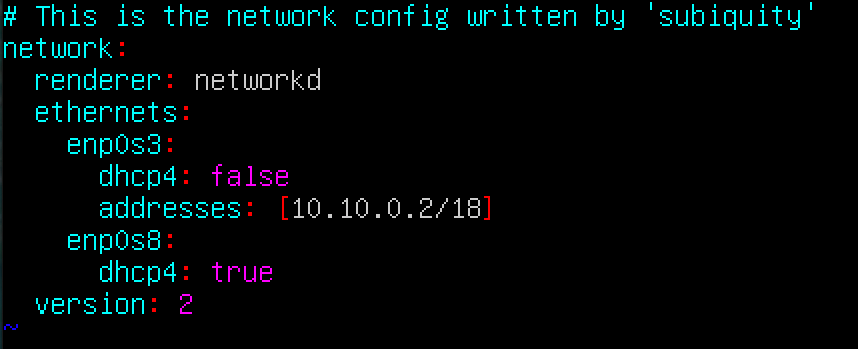 # This is the network config written by 'subiquity'
network:
  renderer: networkd
  ethernets:
    enp0s3:
      dhcp4: false
      addresses: [10.10.0.2/18]
    enp0s8:
      dhcp4: true
  version: 2
~